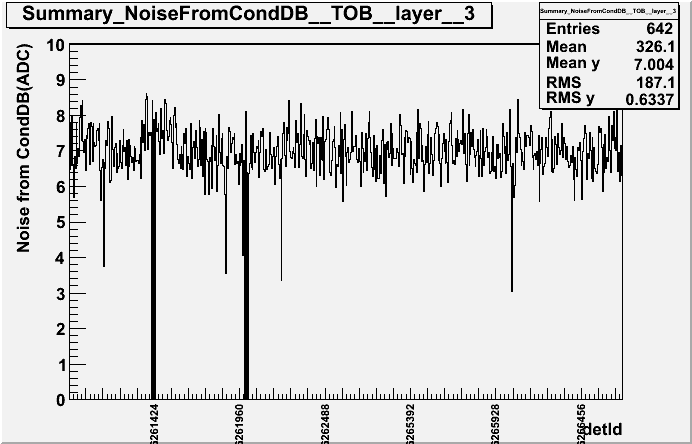 Summary_NoiseFromCondDB__TOB__layer__3
Summary_NoiseFromCondDB__TOB__layer__3
Entries 642
Mean 326.1
Mean y 7.004
RMS 187.1
RMS y 0.6337
Noise from CondDB(ADC)
10
9
8
7
6
5
4
3
2
1
0
6261424
6261960
6262488
6265392
6265928
6266456
detId